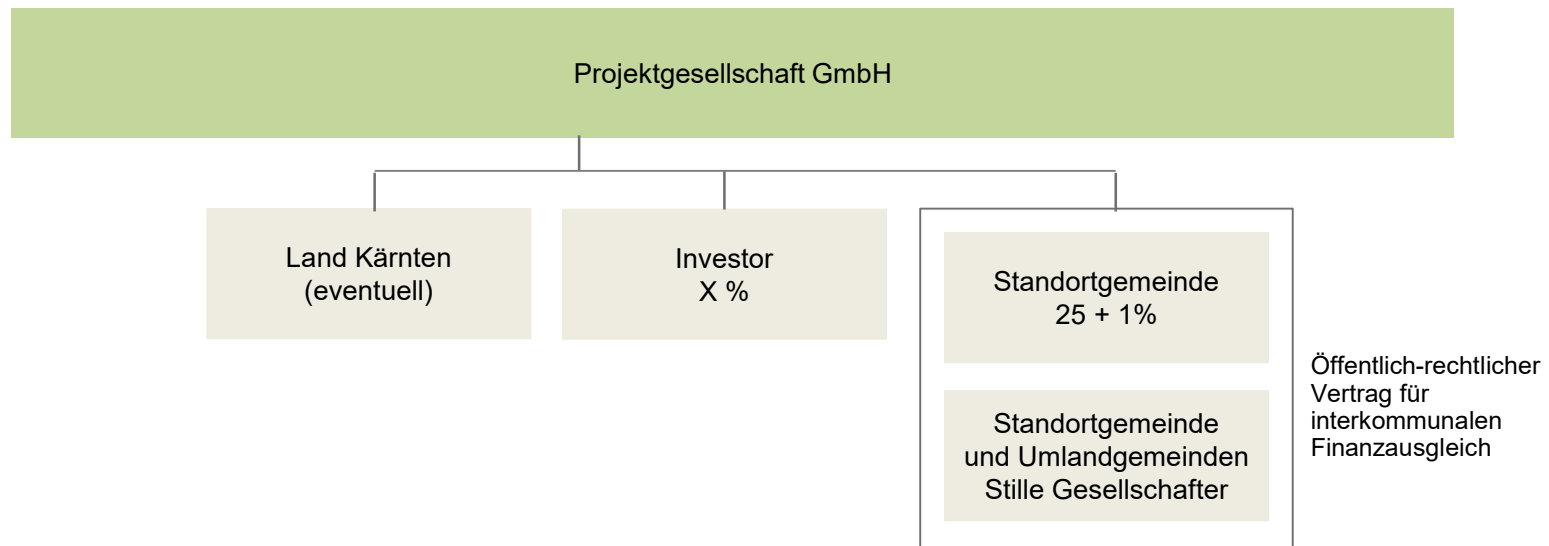 Projektgesellschaft GmbH
Land Kärnten
(eventuell)
Investor
X %
Standortgemeinde
25 + 1%
Standortgemeinde
und Umlandgemeinden
Stille Gesellschafter
Öffentlich-rechtlicher
Vertrag für
interkommunalen
Finanzausgleich